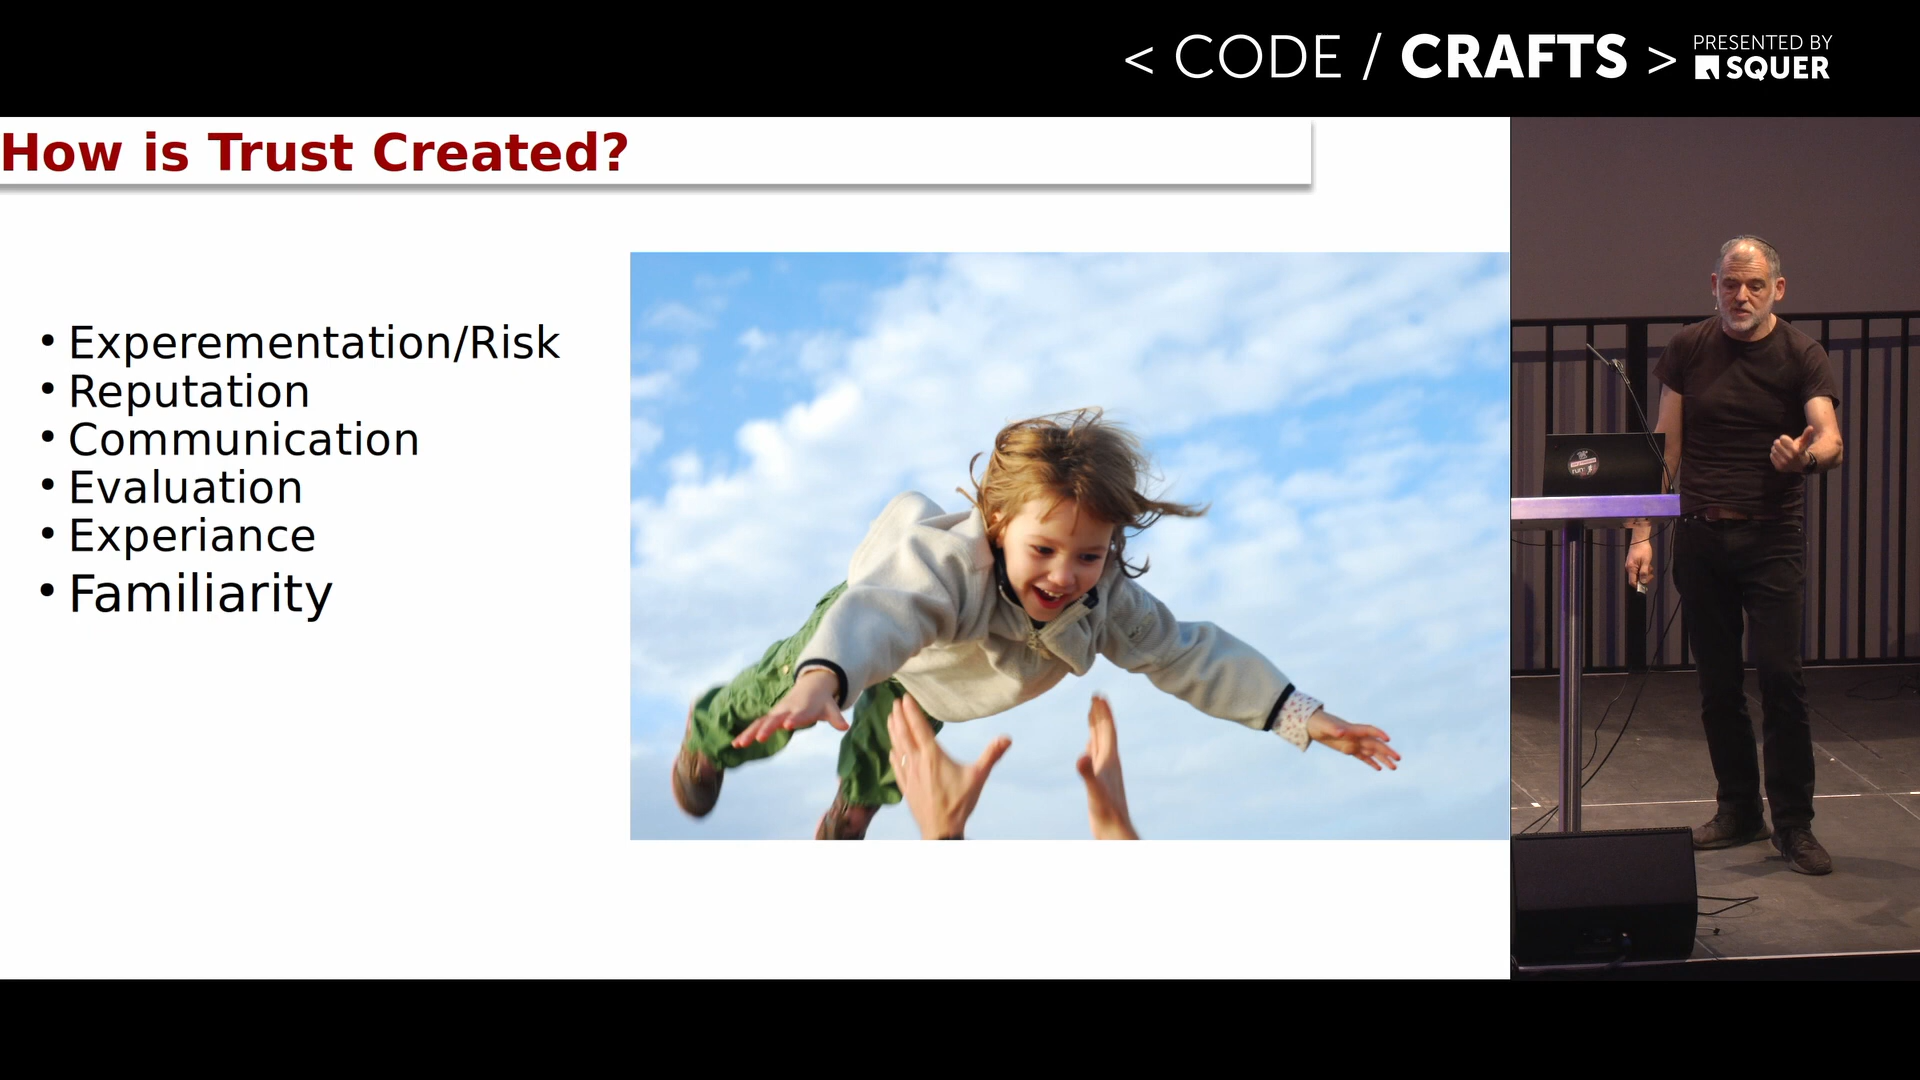 < CODE / CRAFTS > PRESENTED BY SQUER
How is Trust Created?
• Experementation/Risk
• Reputation
• Communication
• Evaluation
• Experiance
• Familiarity